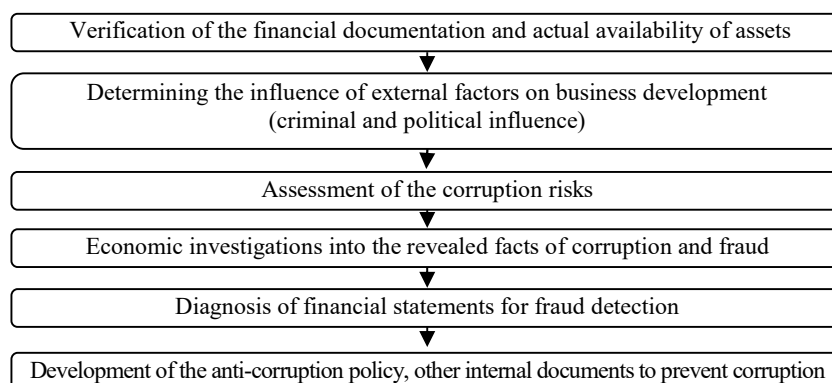 Verification of the financial documentation and actual availability of assets
Determining the influence of external factors on business development
(criminal and political influence)
Assessment of the corruption risks
Economic investigations into the revealed facts of corruption and fraud
Diagnosis of financial statements for fraud detection
Development of the anti-corruption policy, other internal documents to prevent corruption